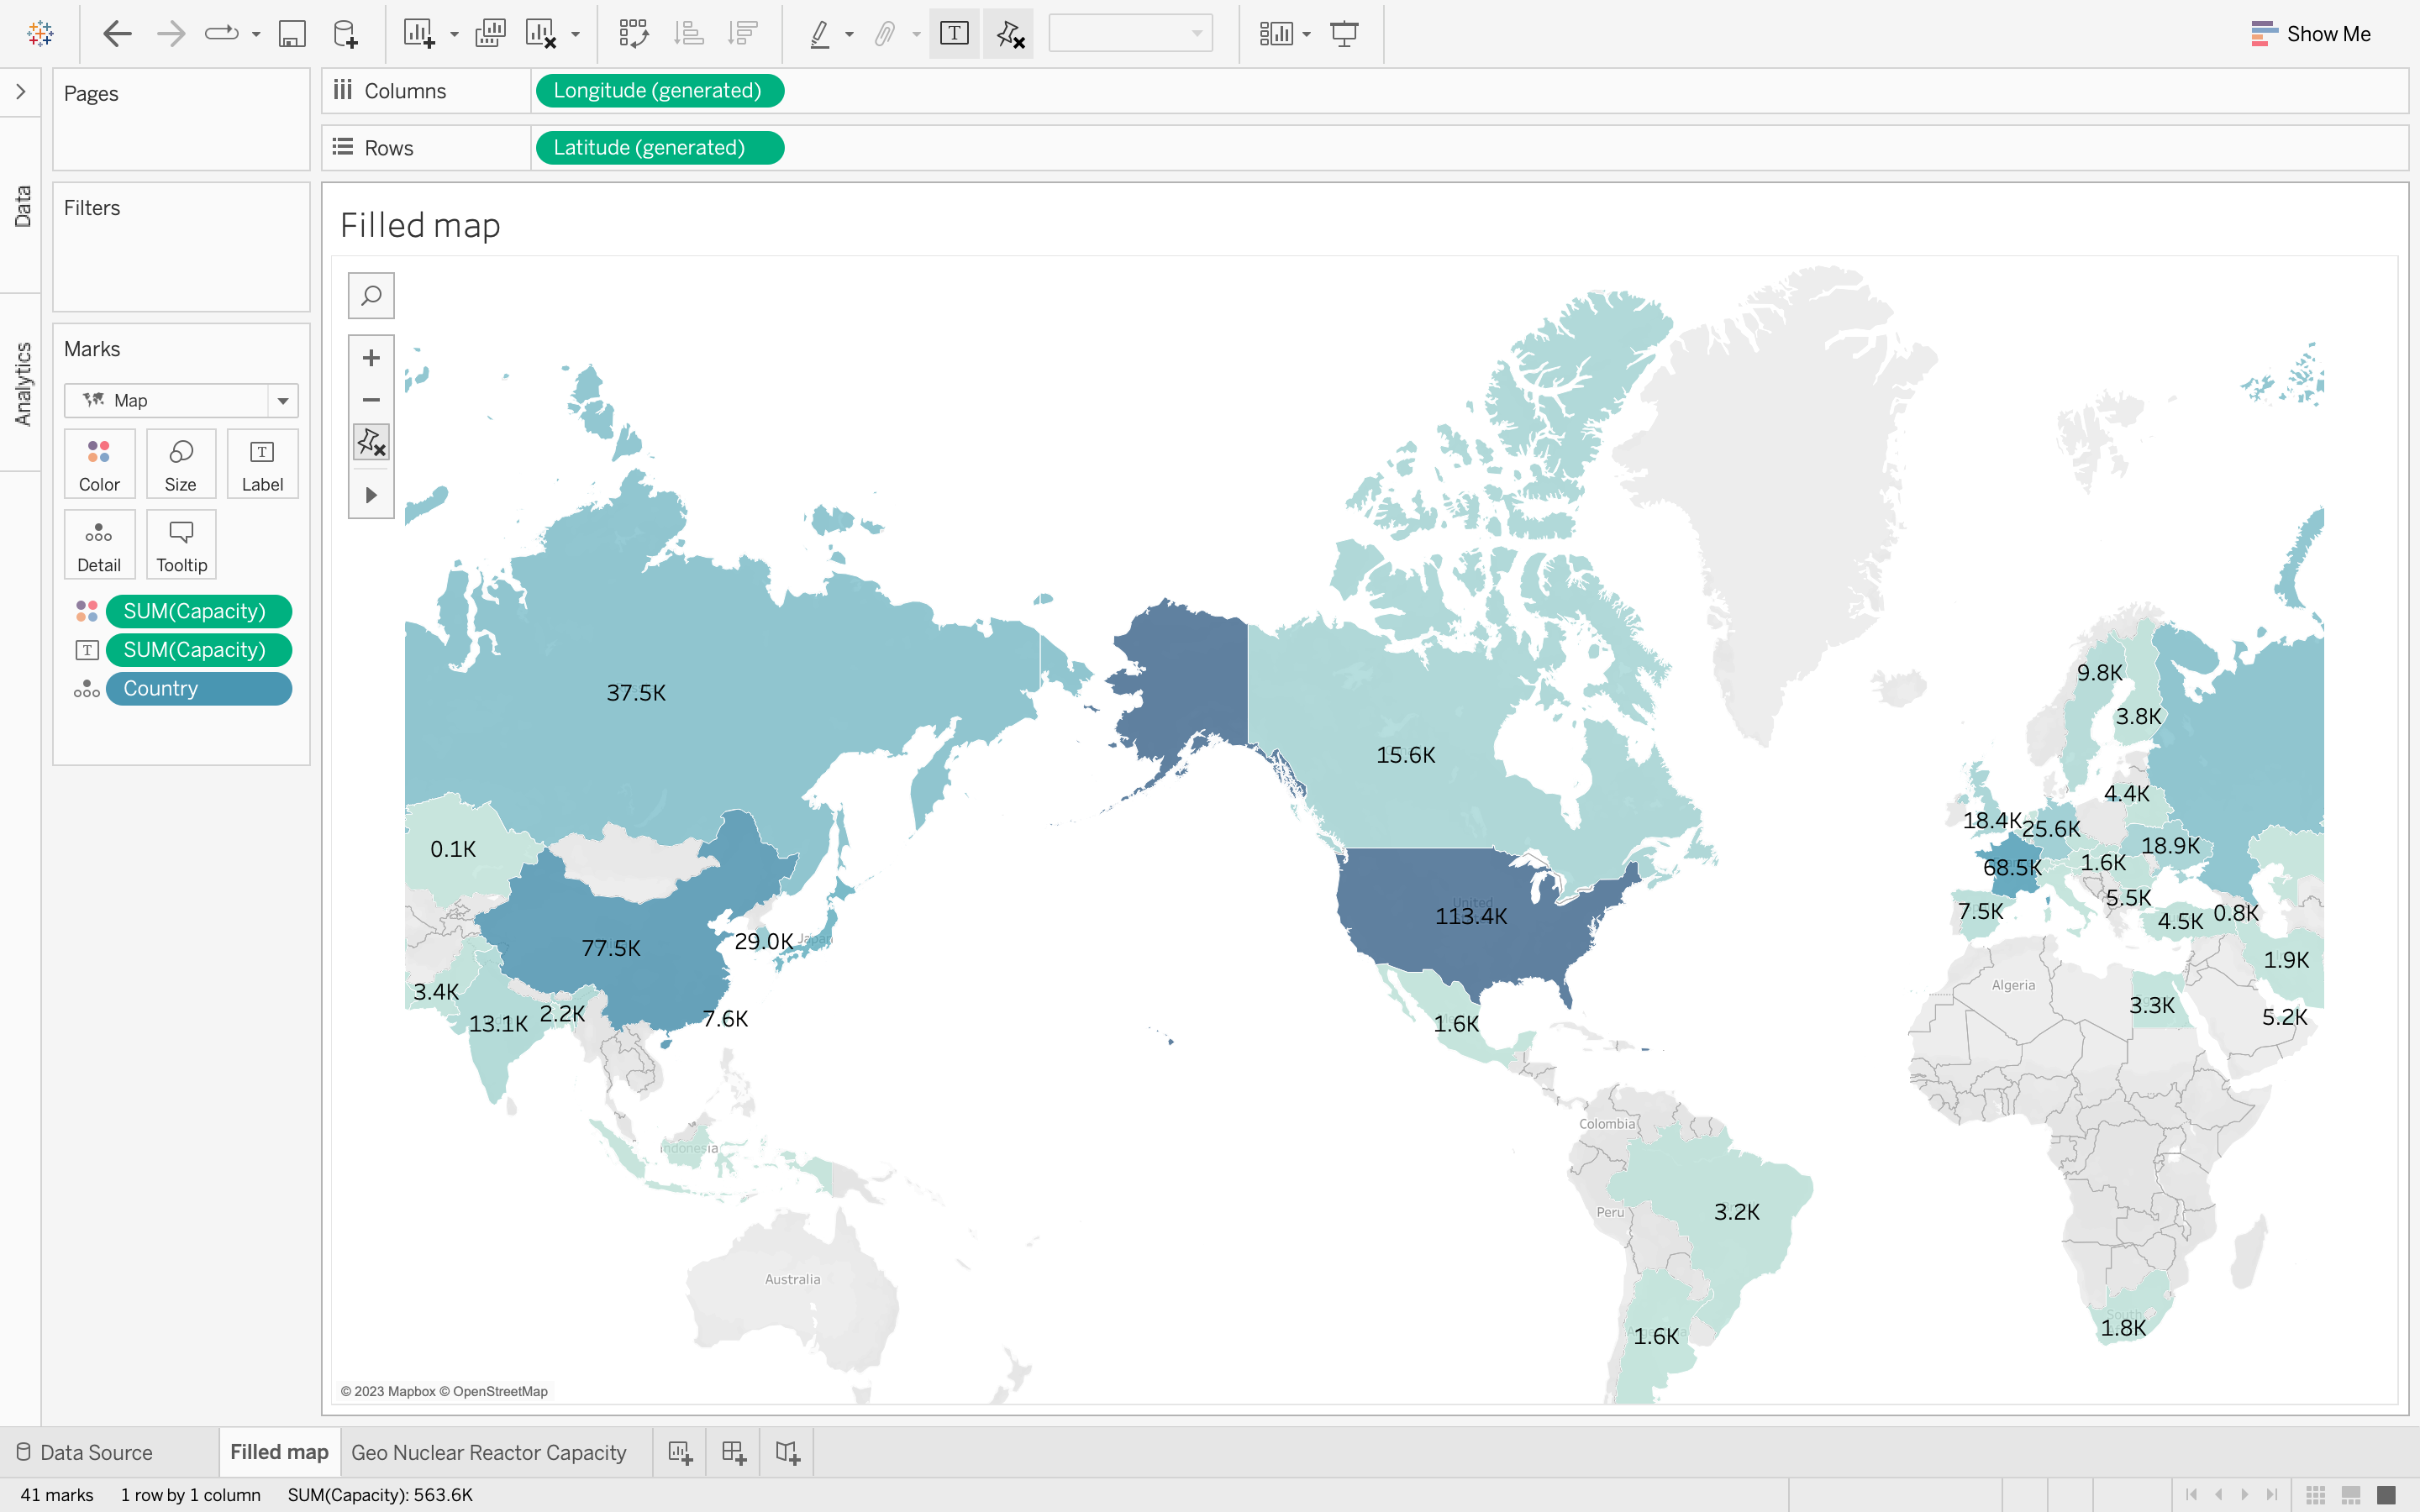 Show Me
Pages
Columns
Longitude (generated)
Rows
Latitude (generated)
Data
Analytics
Filters
Marks
Map
Color
Size
T
Label
Detail
Tooltip
SUM(Capacity)
T
SUM(Capacity)
Country
Filled map
37.5K
15.6K
9.8K
3.8K
4.4K
18.4K
25.6K
18.9K
0.1K
68.5K
1.6K
5.5K
7.5K
4.5K
0.8K
United
113.4K
77.5K
29.0K
Japan
1.9K
Algeria
3.4K
3.3K
13.1K
2.2K
7.6K
1.6K
5.2K
Colombia
Indonesia
Peru
3.2K
Australia
South
1.8K
1.6K
© 2023 Mapbox © OpenStreetMap
Data Source
Filled map
Geo Nuclear Reactor Capacity
41 marks
1 row by 1 column
SUM(Capacity): 563.6K